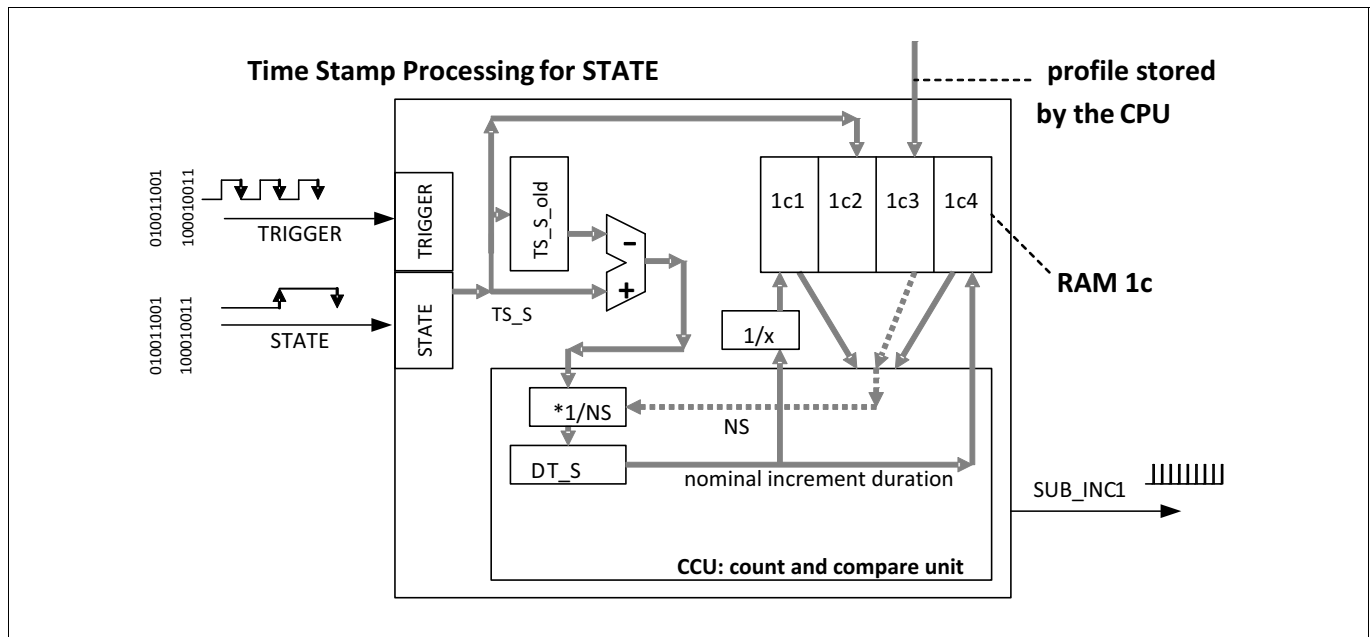 Time Stamp Processing for STATE
profile stored
by the CPU
010011001
100010011
TRIGGER
TRIGGER
TS_S_old
-
+
1c1
1c2
1c3
1c4
RAM 1c
010011001
100010011
STATE
STATE
TS_S
1/x
*1/NS
NS
DT_S
nominal increment duration
SUB_INC1
CCU: count and compare unit